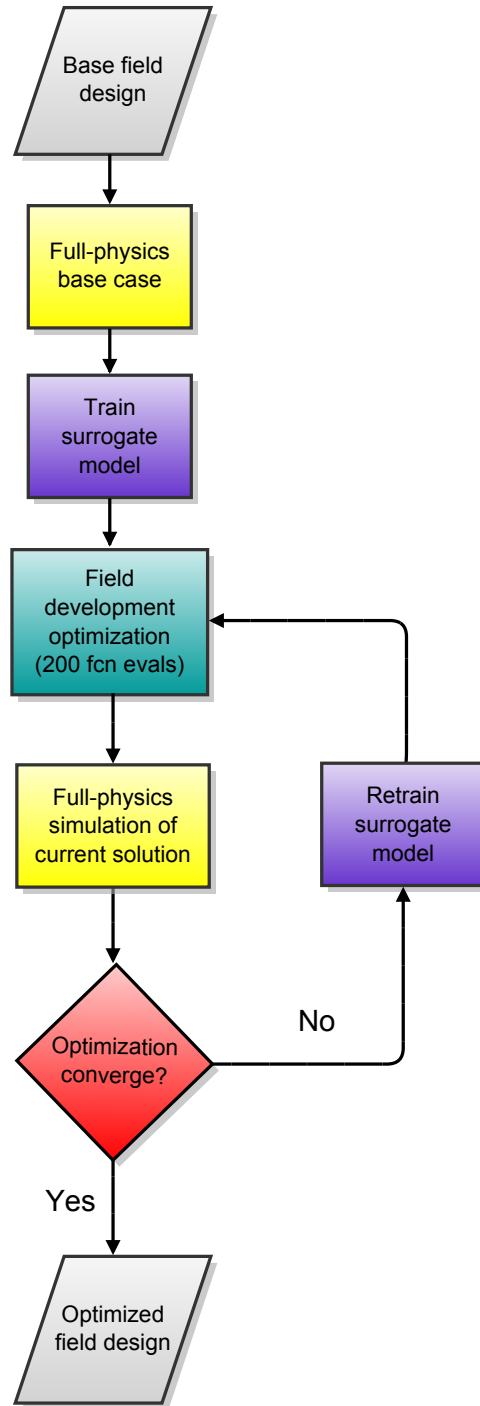 Base field
design
Full-physics
base case
Train
surrogate
model
Field
development
optimization
(200 fcn evals)
Full-physics
simulation of
current solution
Retrain
surrogate
model
Optimization
converge?
No
Yes
Optimized
field design